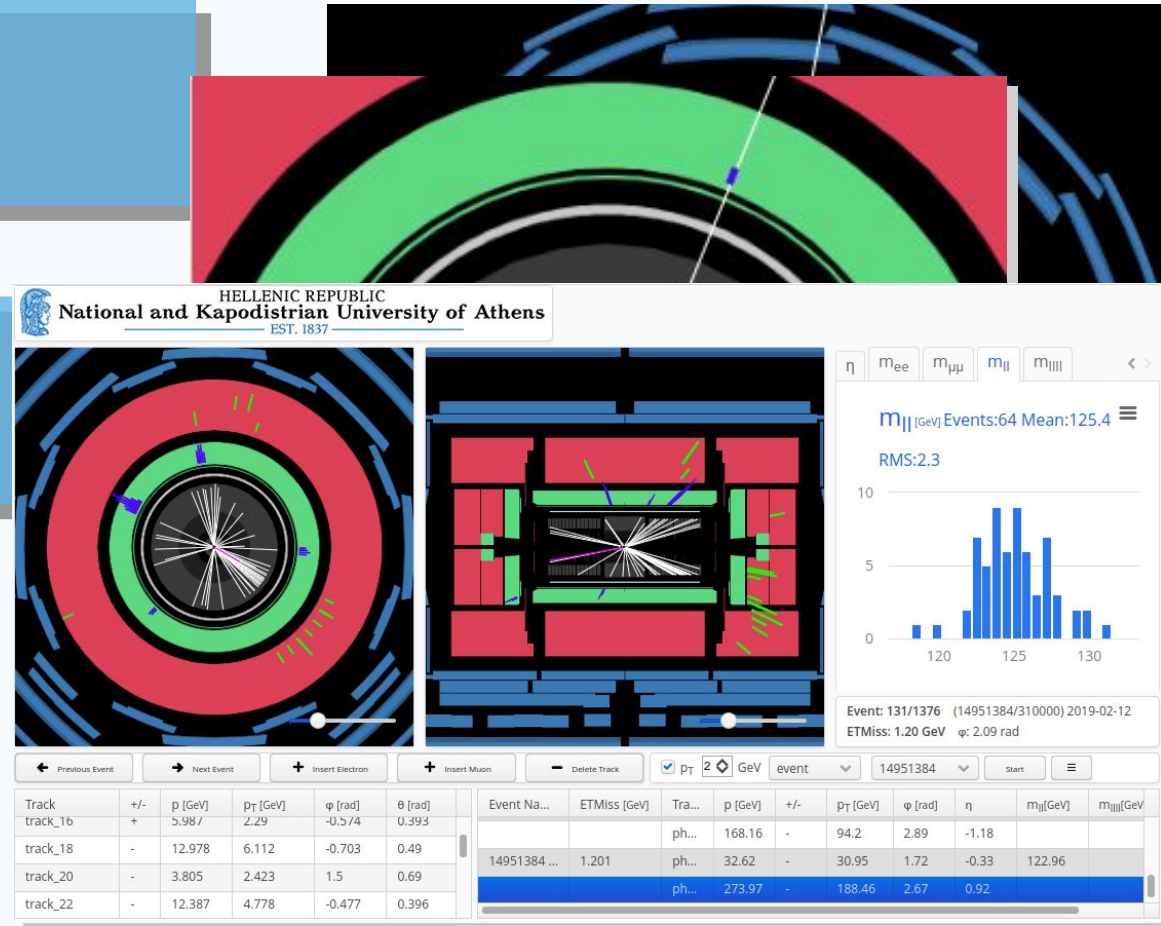 HELLENIC REPUBLIC
National and Kapodistrian University of Athens
EST. 1837
η mee mμμ mll mllll
mll [GeV] Events:64 Mean:125.4
RMS:2.3
10
5
0
120 125 130
Event: 131/1376 (14951384/310000) 2019-02-12
ETMiss: 1.20 GeV φ: 2.09 rad
Previous Event Next Event Insert Electron Insert Muon Delete Track pT 2 GeV event 14951384 Start
Track +/- p [GeV] pT [GeV] φ [rad] θ [rad]
track_16 + 5.987 2.29 -0.574 0.393
track_18 - 12.978 6.112 -0.703 0.49
track_20 - 3.805 2.423 1.5 0.69
track_22 - 12.387 4.778 -0.477 0.396
Event Na... ETMiss [GeV] Tra... p [GeV] +/- pT [GeV] φ [rad] η mll[GeV] mllll[GeV
ph... 168.16 - 94.2 2.89 -1.18
14951384 ... 1.201 ph... 32.62 - 30.95 1.72 -0.33 122.96
ph... 273.97 - 188.46 2.67 0.92